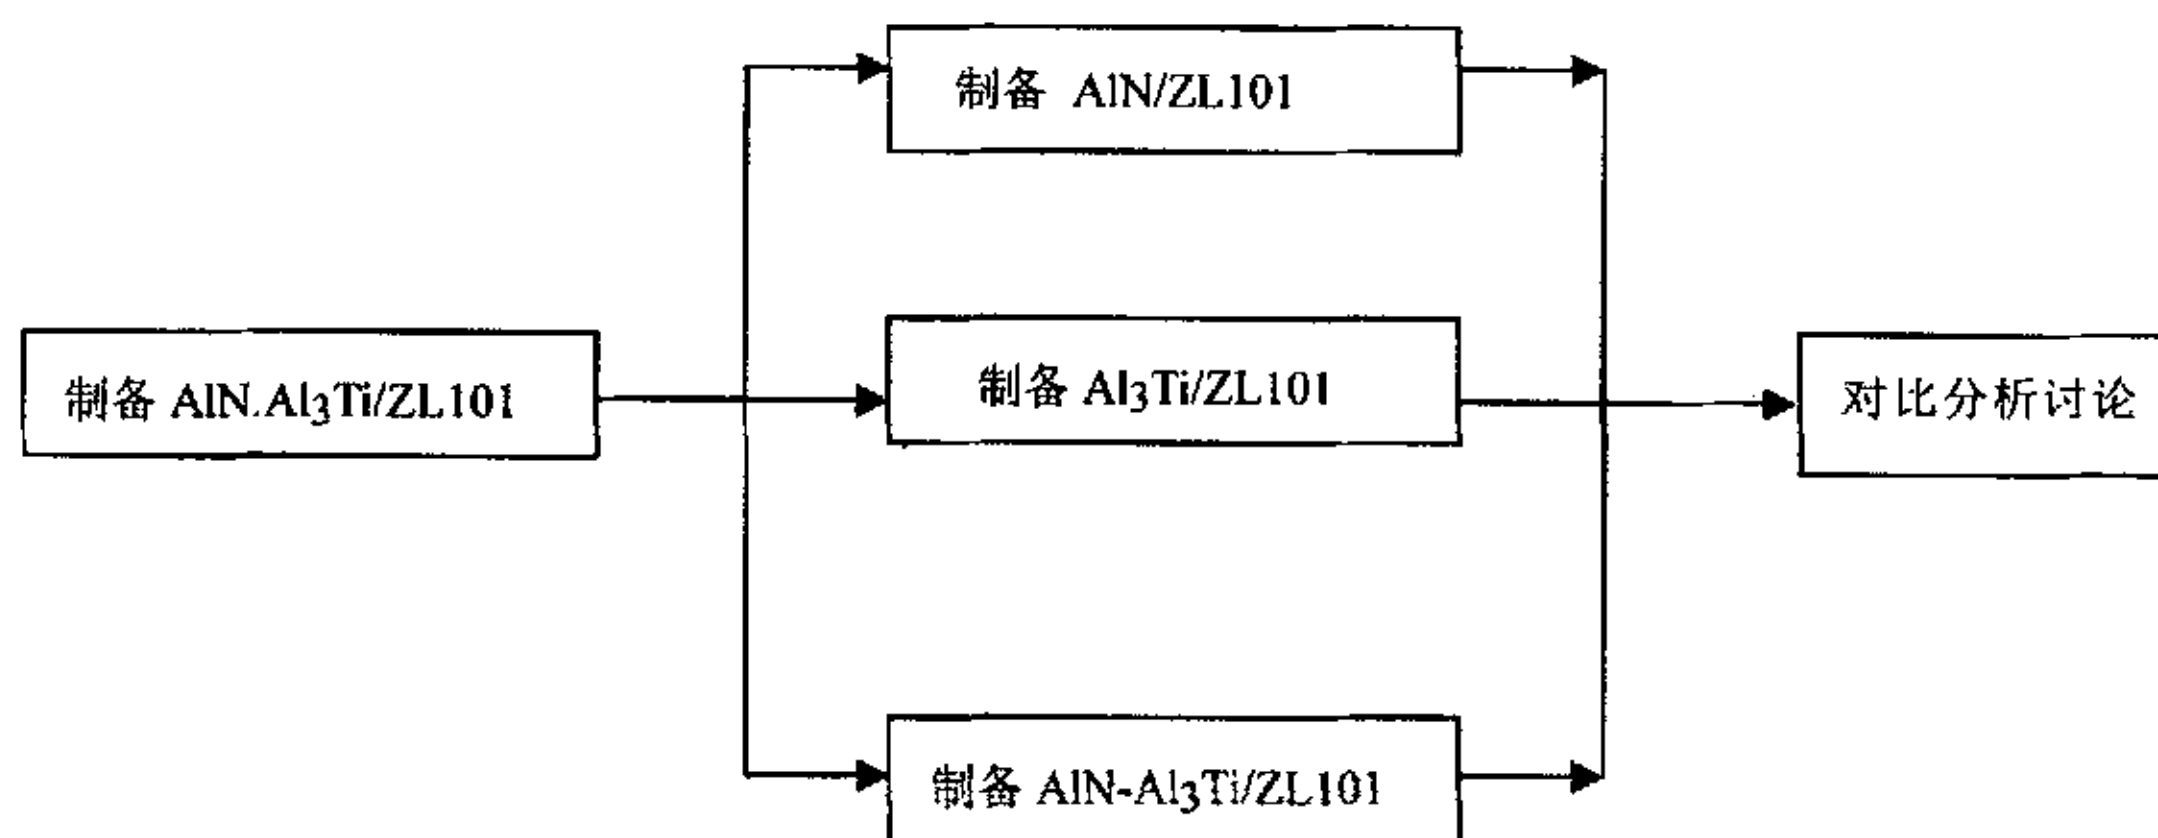 制备 AlN/ZL101
制备 AlN.Al₃Ti/ZL101
制备 Al₃Ti/ZL101
对比分析讨论
制备 AlN-Al₃Ti/ZL101